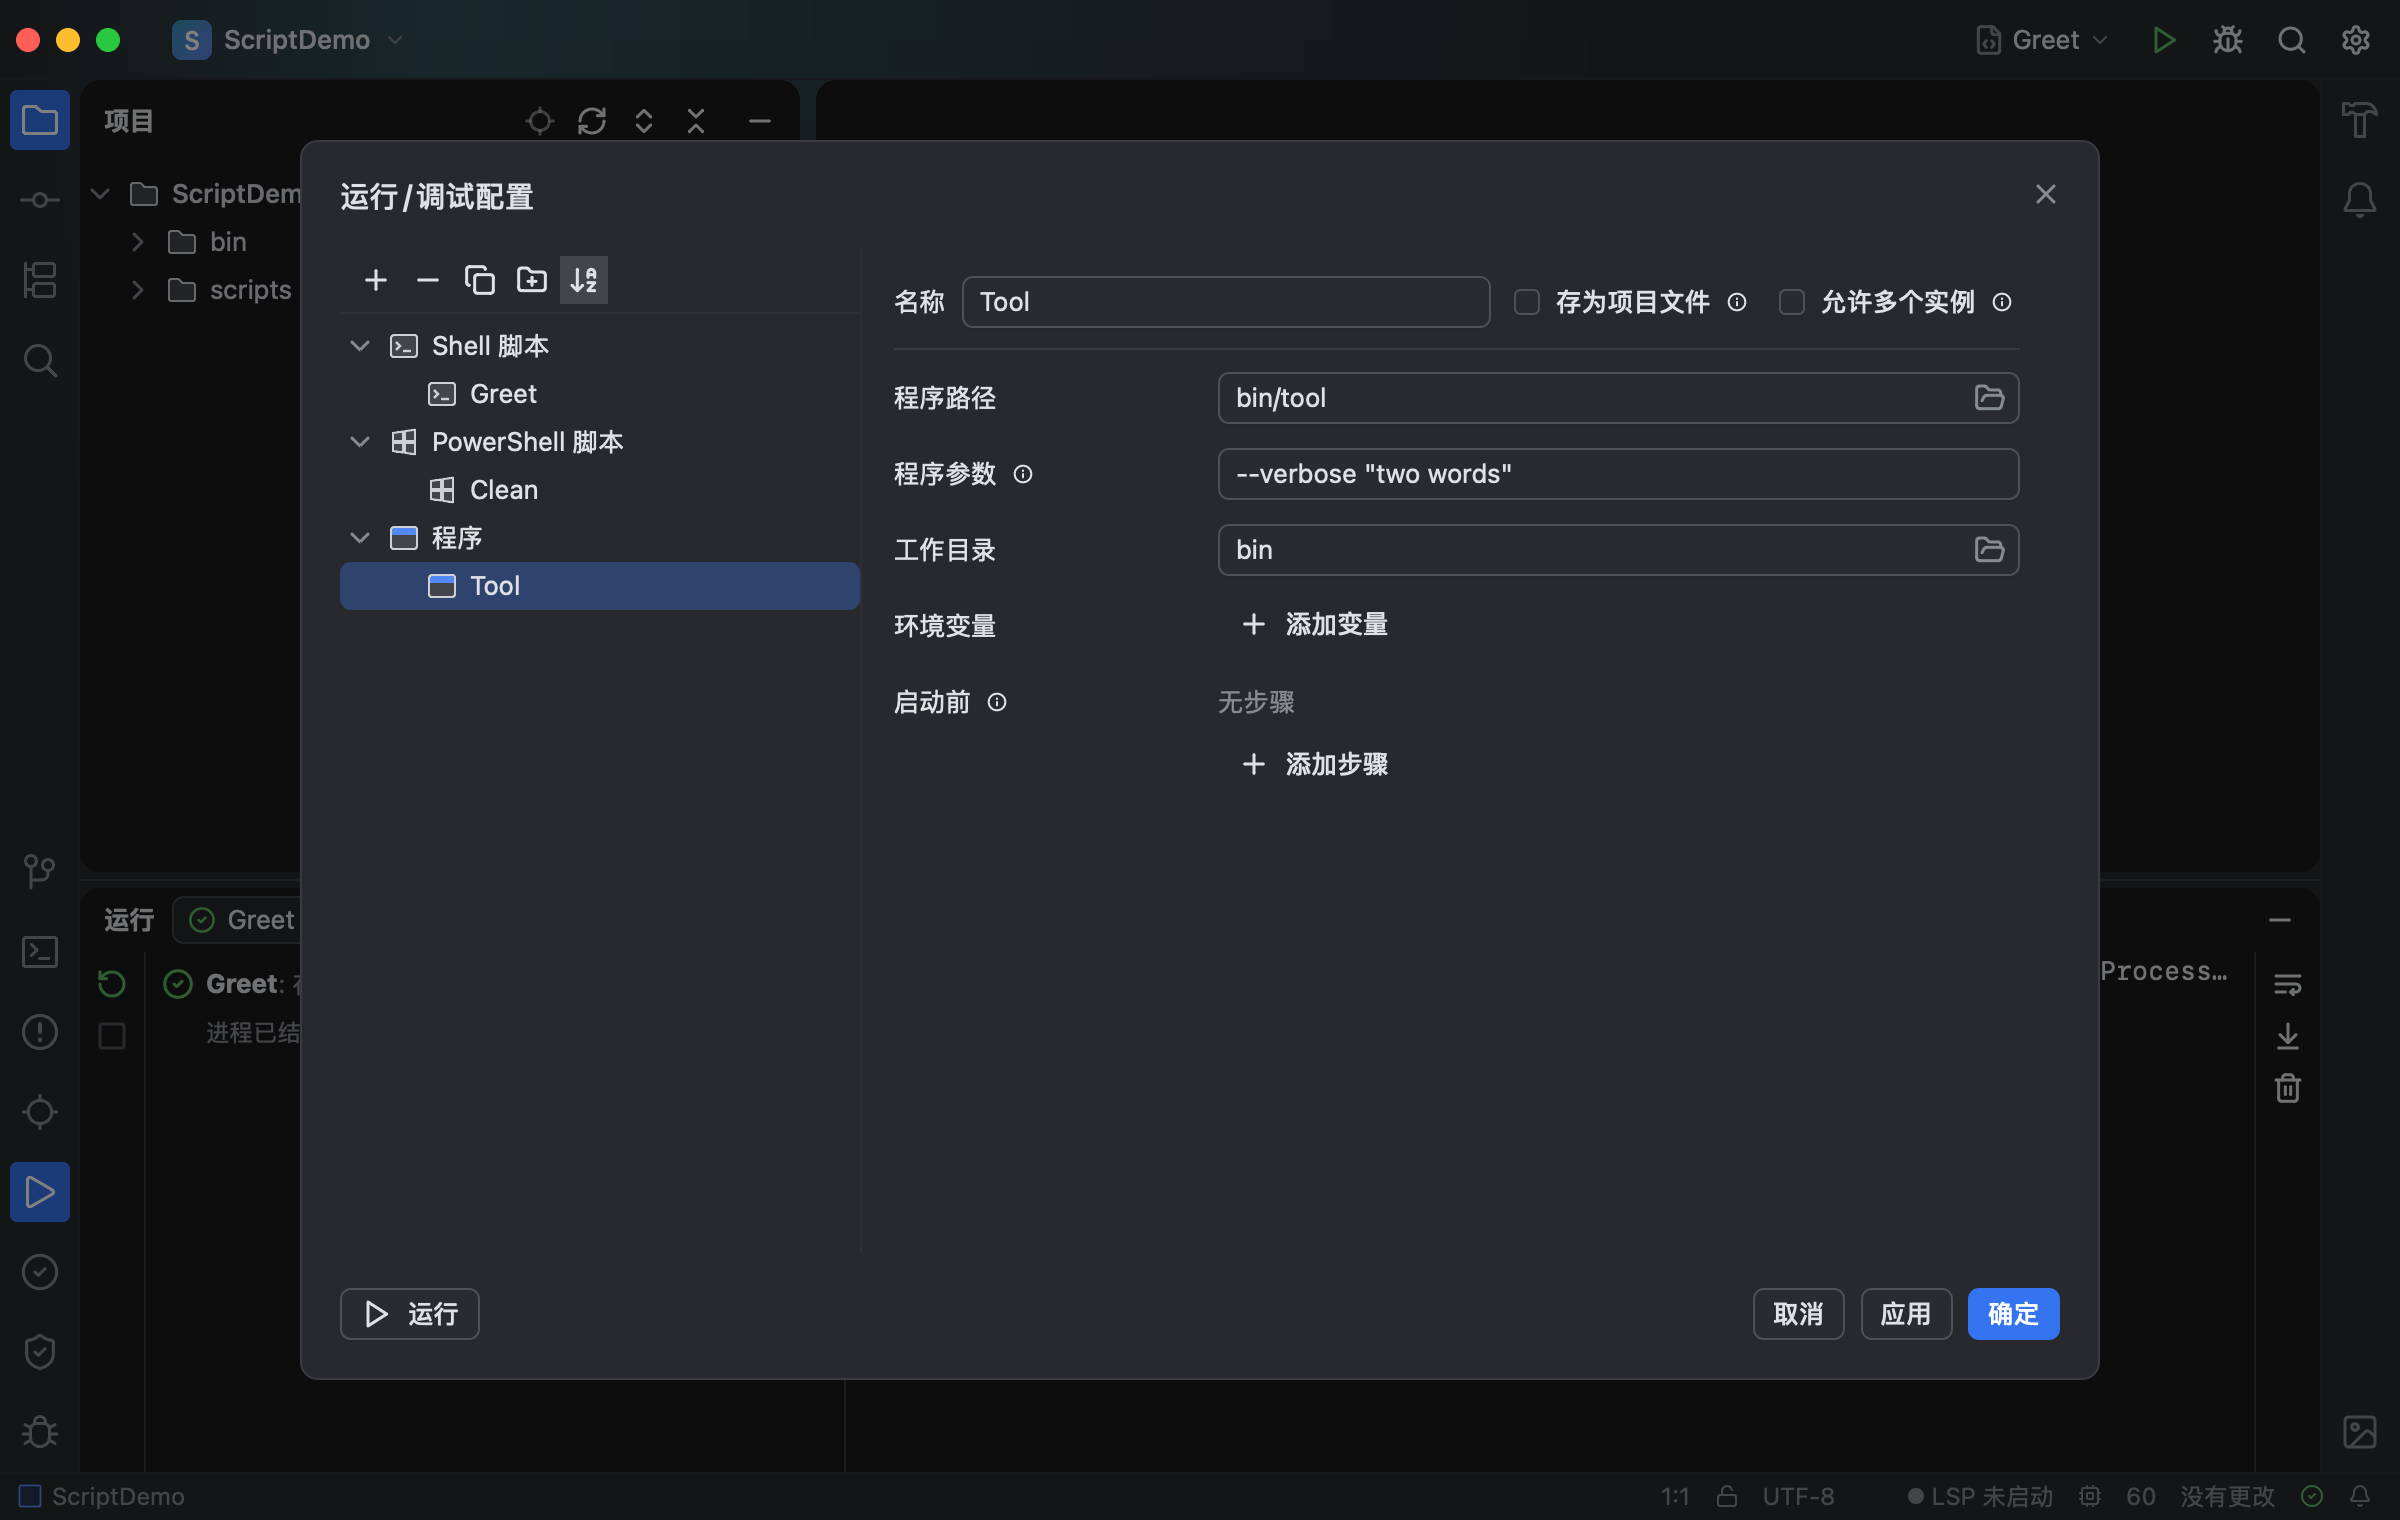 S ScriptDemo
Greet
项目
ScriptDem
bin
scripts
运行/调试配置
Shell 脚本
Greet
PowerShell 脚本
Clean
程序
Tool
名称 Tool 存为项目文件 允许多个实例
程序路径 bin/tool
程序参数 --verbose "two words"
工作目录 bin
环境变量 添加变量
启动前 无步骤
添加步骤
运行 取消 应用 确定
运行 Greet
Greet:
进程已结
Process…
ScriptDemo 1:1 UTF-8 LSP 未启动 60 没有更改